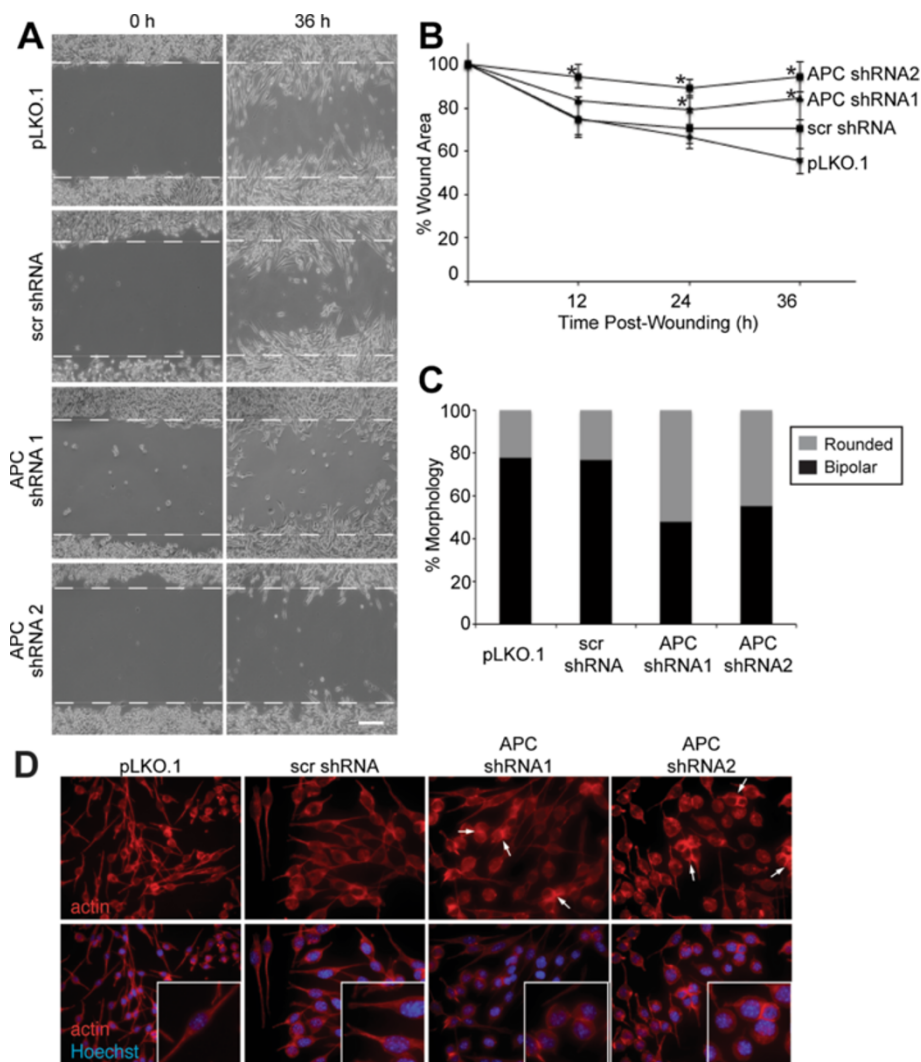 A
0 h
36 h
pLKO.1
scr shRNA
APC
shRNA 1
APC
shRNA 2
B
% Wound Area
100
80
60
40
20
0
12
24
36
Time Post-Wounding (h)
*
*
*
*
*
APC shRNA2
APC shRNA1
scr shRNA
pLKO.1
C
% Morphology
100
80
60
40
20
0
pLKO.1
scr
shRNA
APC
shRNA1
APC
shRNA2
Rounded
Bipolar
D
pLKO.1
scr shRNA
APC
shRNA1
APC
shRNA2
actin
actin
Hoechst